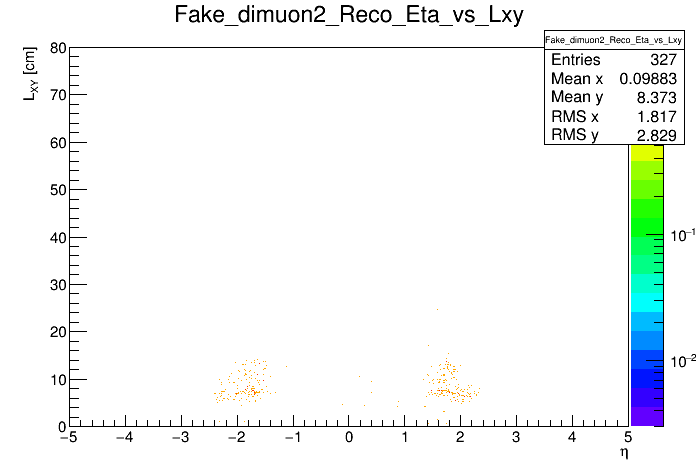 Fake_dimuon2_Reco_Eta_vs_Lxy
Fake_dimuon2_Reco_Eta_vs_Lxy
Entries 327
Mean x 0.09883
Mean y 8.373
RMS x 1.817
RMS y 2.829
L_XY [cm]
80
70
60
50
40
30
20
10
0
−5 −4 −3 −2 −1 0 1 2 3 4 5
η
10⁻¹
10⁻²